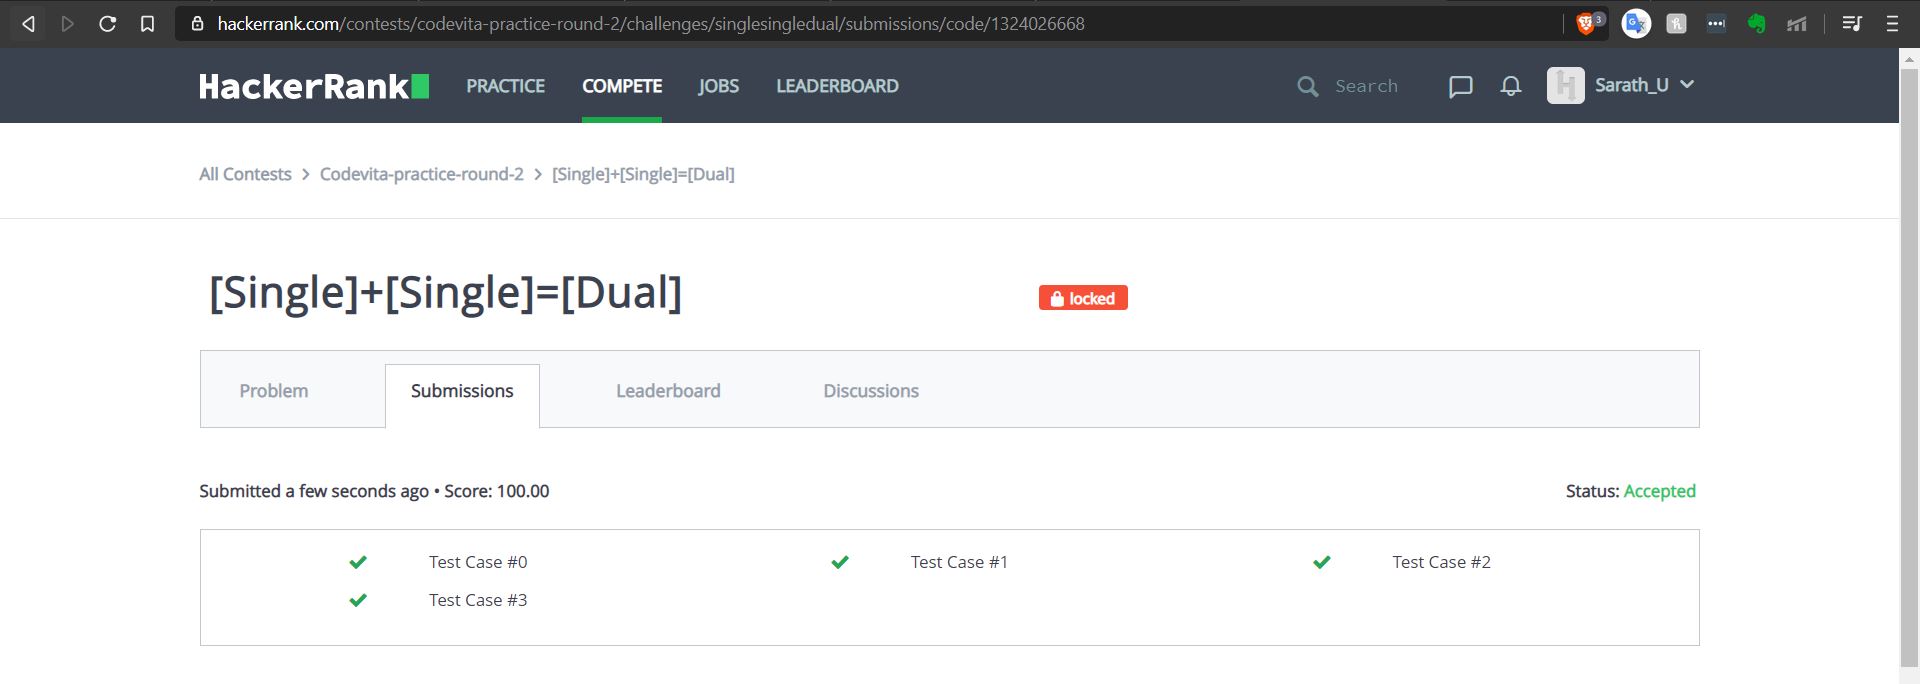 hackerrank.com/contests/codevita-practice-round-2/challenges/singlesingledual/submissions/code/1324026668
3
HackerRank PRACTICE COMPETE JOBS LEADERBOARD Search Sarath_U
All Contests > Codevita-practice-round-2 > [Single]+[Single]=[Dual]
[Single]+[Single]=[Dual] locked
Problem Submissions Leaderboard Discussions
Submitted a few seconds ago • Score: 100.00 Status: Accepted
Test Case #0 Test Case #1 Test Case #2
Test Case #3